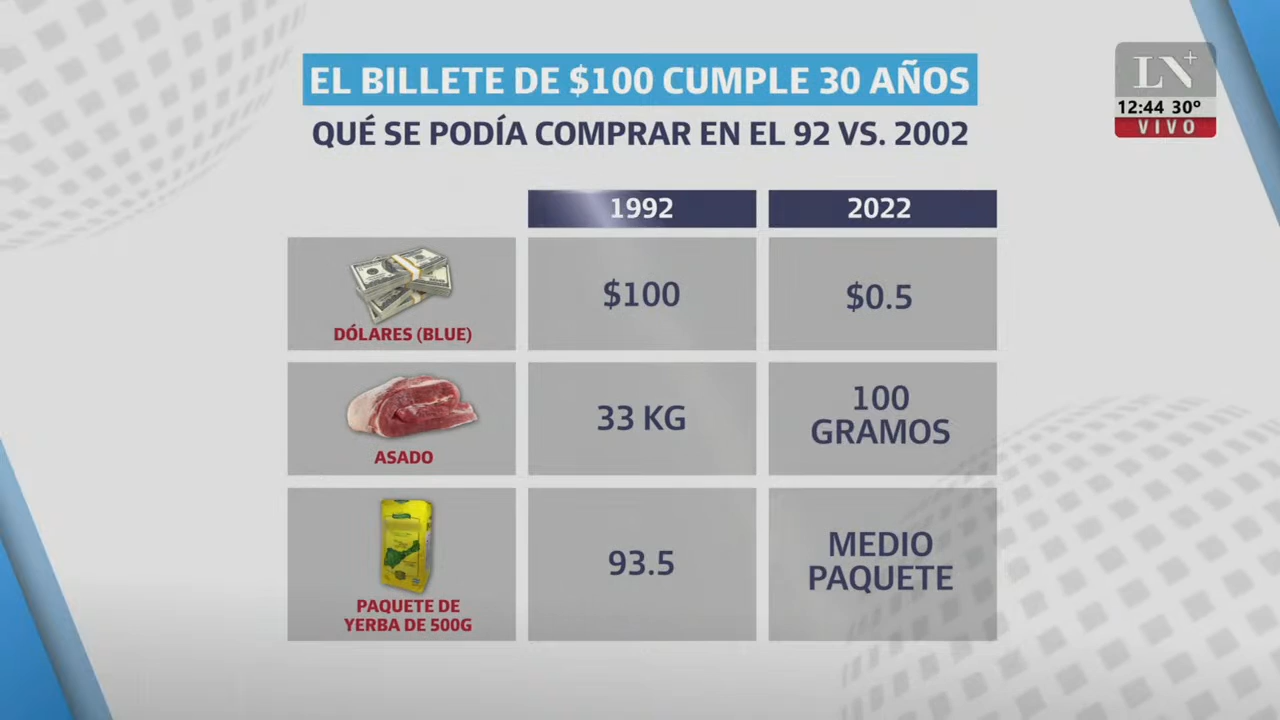 EL BILLETE DE $100 CUMPLE 30 AÑOS
QUÉ SE PODÍA COMPRAR EN EL 92 VS. 2002
LN+
12:44 30º
VIVO
1992
2022
DÓLARES (BLUE)
$100
$0.5
ASADO
33 KG
100
GRAMOS
PAQUETE DE
YERBA DE 500G
93.5
MEDIO
PAQUETE